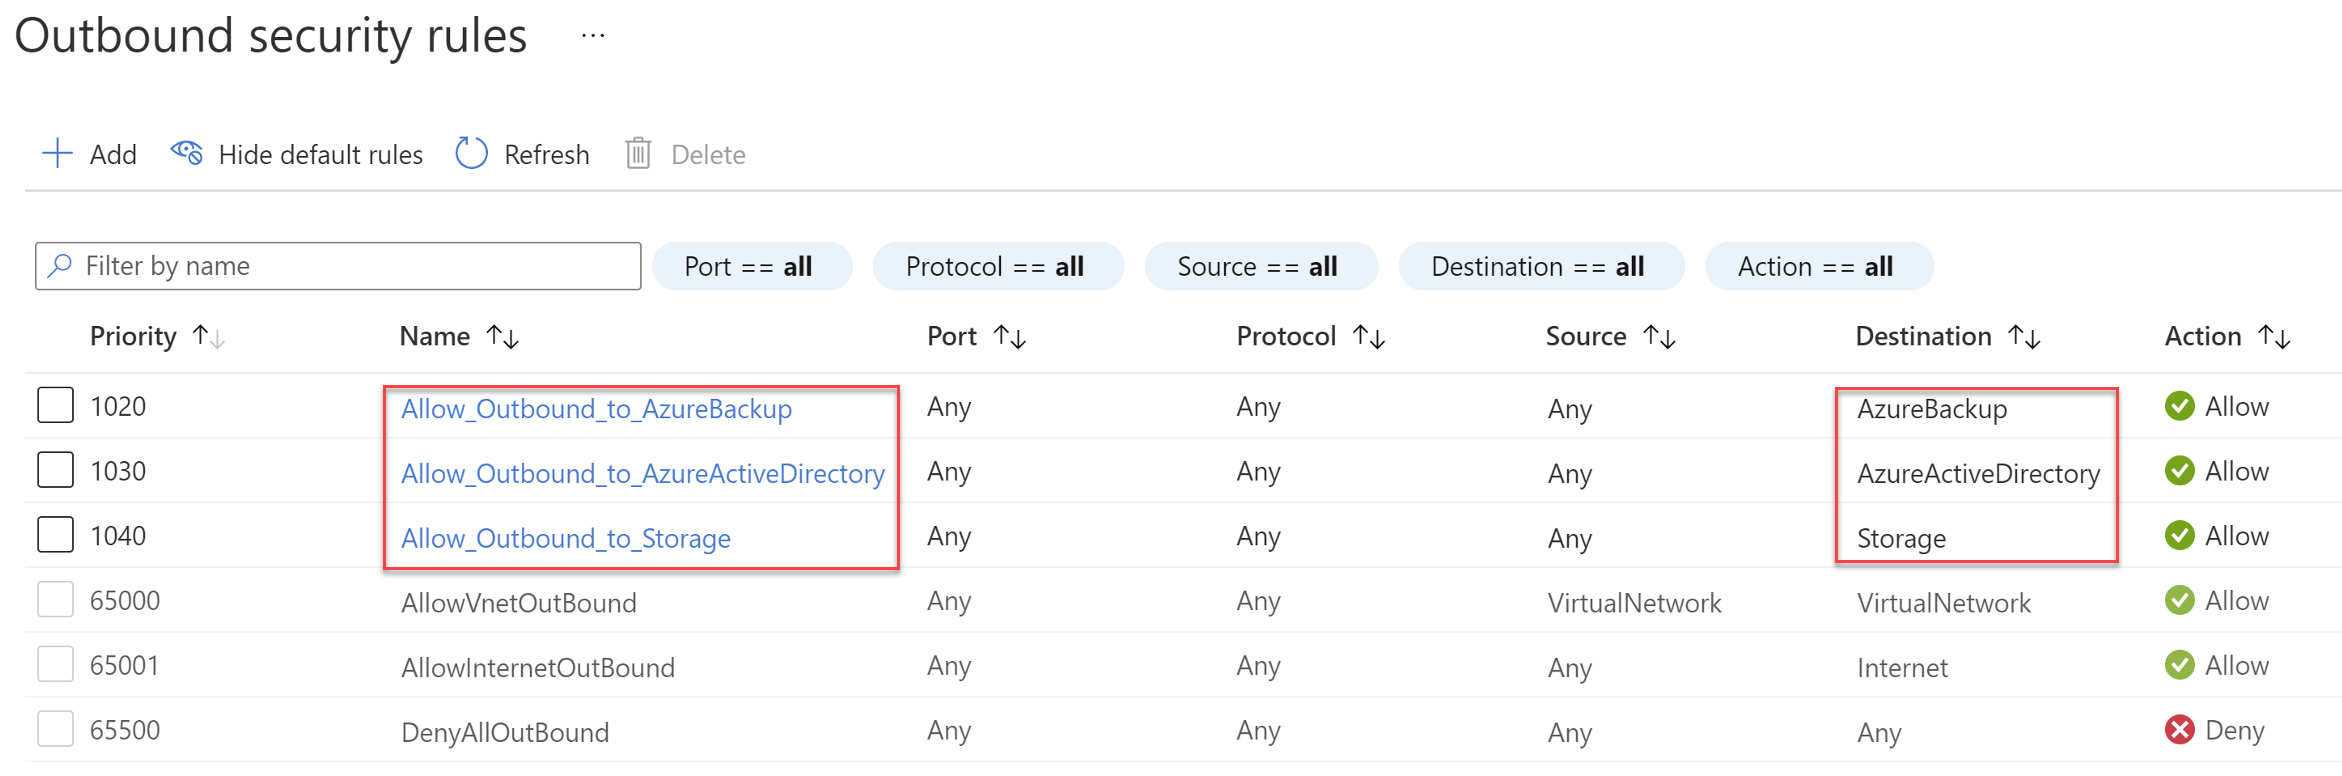 Outbound security rules ...
Add Hide default rules Refresh Delete
Filter by name Port == all Protocol == all Source == all Destination == all Action == all
Priority ↑↓ Name ↑↓ Port ↑↓ Protocol ↑↓ Source ↑↓ Destination ↑↓ Action ↑↓
1020 Allow_Outbound_to_AzureBackup Any Any Any AzureBackup Allow
1030 Allow_Outbound_to_AzureActiveDirectory Any Any Any AzureActiveDirectory Allow
1040 Allow_Outbound_to_Storage Any Any Any Storage Allow
65000 AllowVnetOutBound Any Any VirtualNetwork VirtualNetwork Allow
65001 AllowInternetOutBound Any Any Any Internet Allow
65500 DenyAllOutBound Any Any Any Any Deny